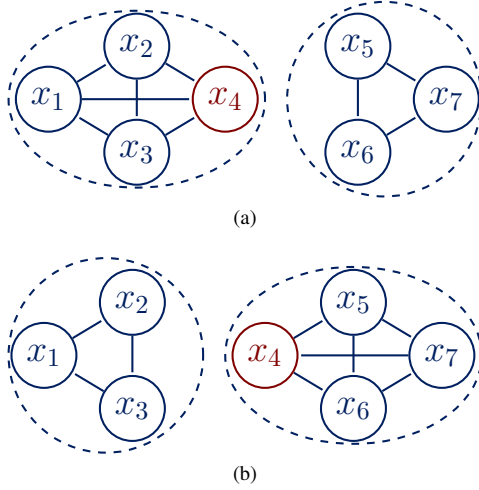 x₂ x₅
x₁ x₄ x₇
x₃ x₆
(a)
x₂ x₅
x₁ x₄ x₇
x₃ x₆
(b)